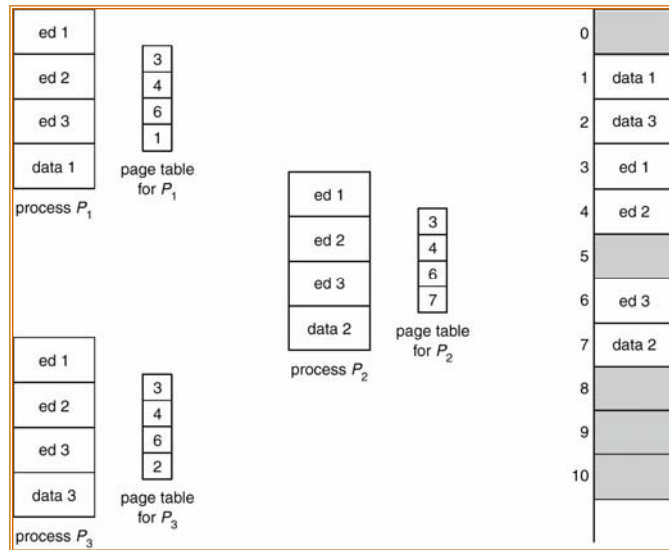 ed 1
ed 2
ed 3
data 1
process P1
3
4
6
1
page table
for P1
ed 1
ed 2
ed 3
data 2
process P2
3
4
6
7
page table
for P2
ed 1
ed 2
ed 3
data 3
process P3
3
4
6
2
page table
for P3
0
1 data 1
2 data 3
3 ed 1
4 ed 2
5
6 ed 3
7 data 2
8
9
10